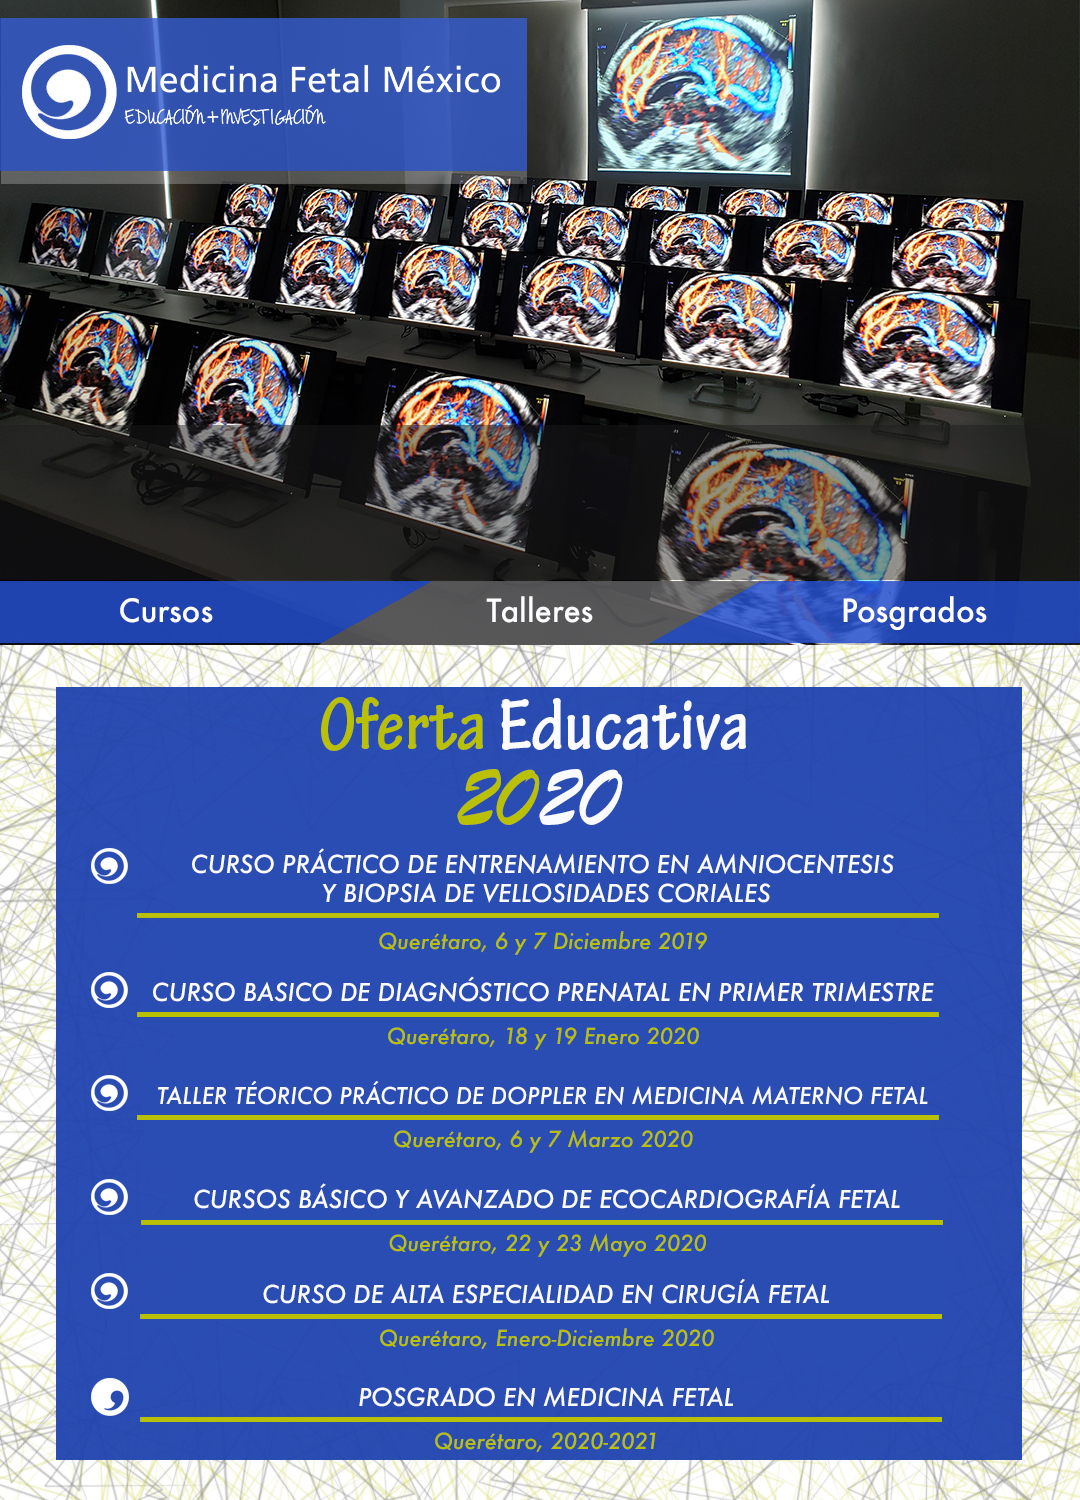 Medicina Fetal México
EDUCACIÓN+INVESTIGACIÓN
Cursos
Talleres
Posgrados
Oferta Educativa
2020
CURSO PRÁCTICO DE ENTRENAMIENTO EN AMNIOCENTESIS
Y BIOPSIA DE VELLOSIDADES CORIALES
Querétaro, 6 y 7 Diciembre 2019
CURSO BASICO DE DIAGNÓSTICO PRENATAL EN PRIMER TRIMESTRE
Querétaro, 18 y 19 Enero 2020
TALLER TÉORICO PRÁCTICO DE DOPPLER EN MEDICINA MATERNO FETAL
Querétaro, 6 y 7 Marzo 2020
CURSOS BÁSICO Y AVANZADO DE ECOCARDIOGRAFÍA FETAL
Querétaro, 22 y 23 Mayo 2020
CURSO DE ALTA ESPECIALIDAD EN CIRUGÍA FETAL
Querétaro, Enero-Diciembre 2020
POSGRADO EN MEDICINA FETAL
Querétaro, 2020-2021